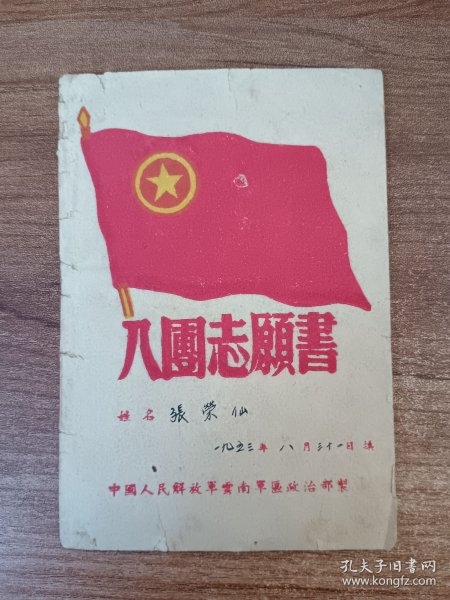 入團志願書
姓名 張榮仙
一九五三年 八月三十一日 填
中國人民解放軍雲南軍區政治部製
孔夫子旧书网
www.kongfz.com